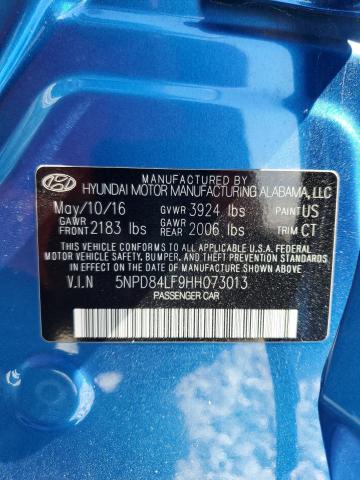 MANUFACTURED BY
HYUNDAI MOTOR MANUFACTURING ALABAMA, LLC
May/10/16 GVWR 3924 lbs PAINT US
GAWR FRONT 2183 lbs GAWR REAR 2006 lbs TRIM CT
THIS VEHICLE CONFORMS TO ALL APPLICABLE U.S. FEDERAL
MOTOR VEHICLE SAFETY, BUMPER, AND THEFT PREVENTION
STANDARDS IN EFFECT ON THE DATE OF MANUFACTURE SHOWN ABOVE.
V.I.N 5NPD84LF9HH073013
PASSENGER CAR